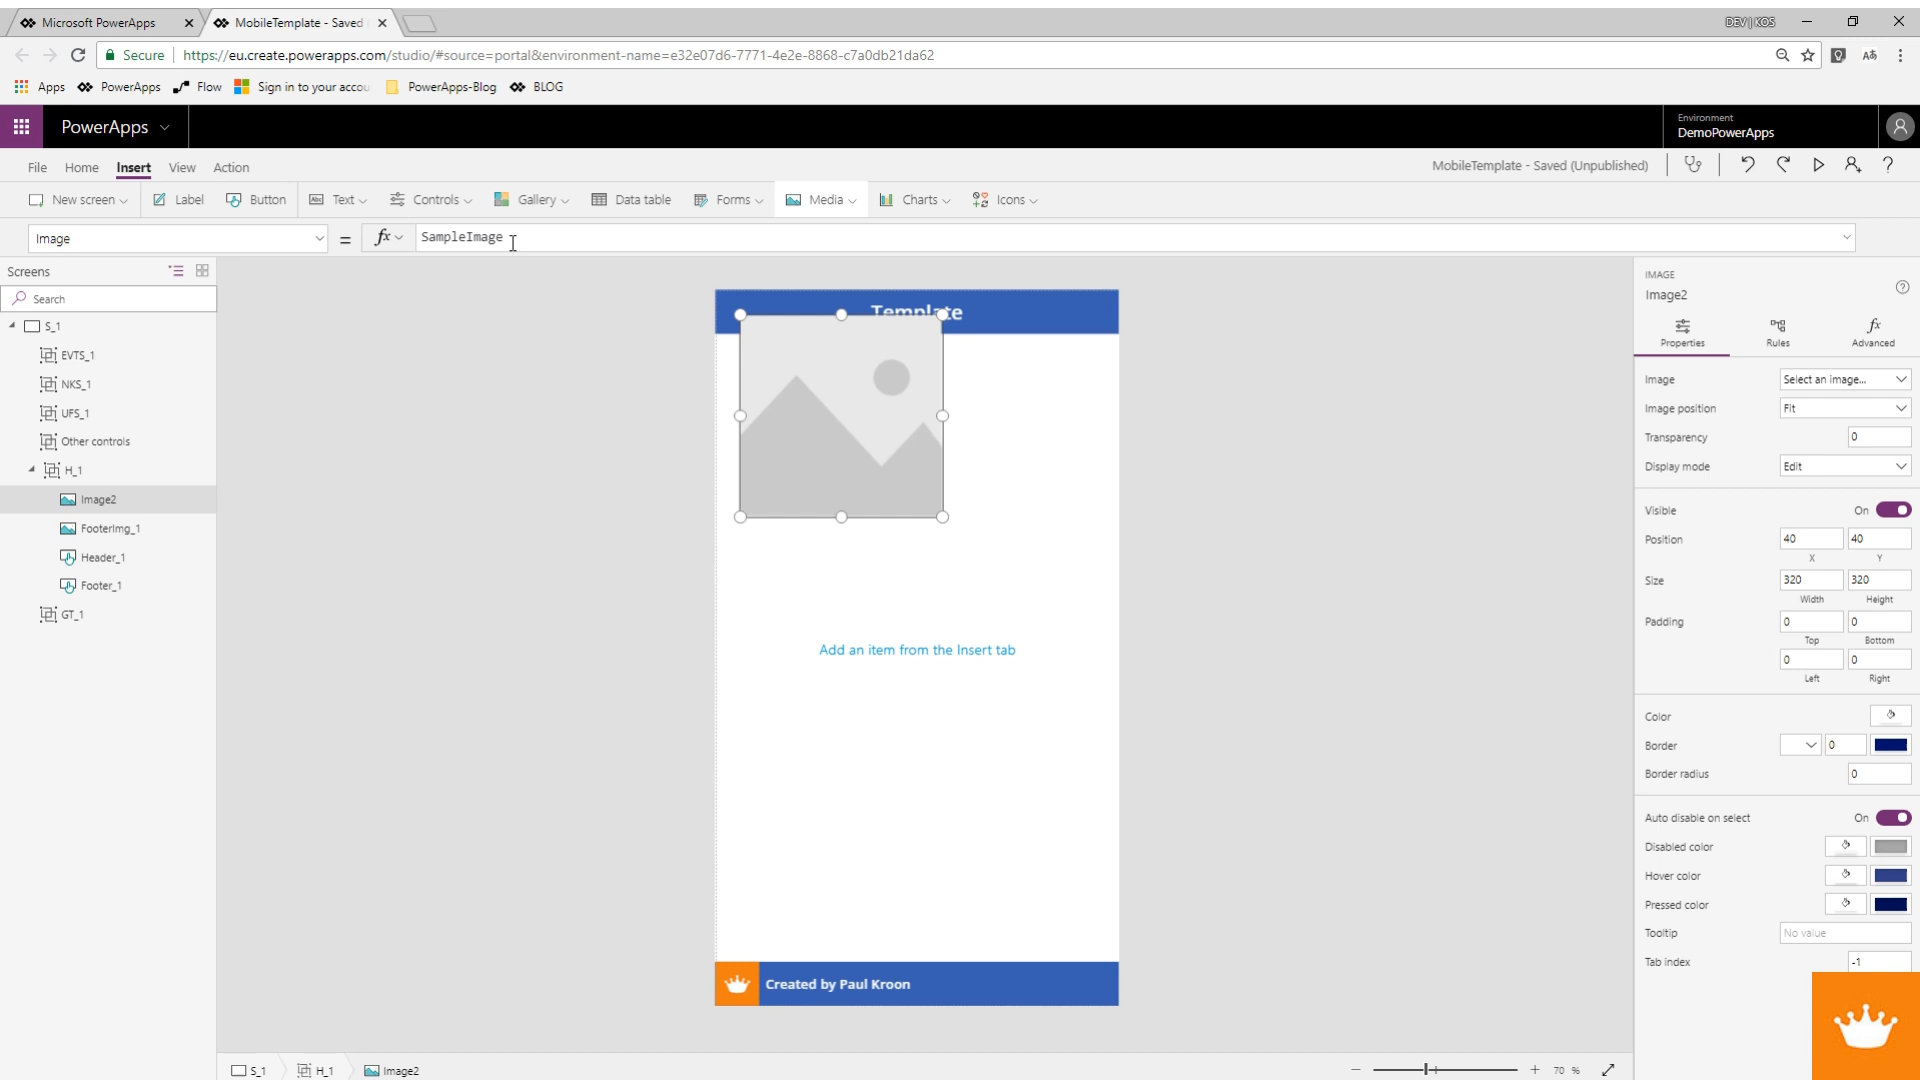 Microsoft PowerApps
MobileTemplate - Saved
DEV | KOS
Secure
https://eu.create.powerapps.com/studio/#source=portal&environment-name=e32e07d6-7771-4e2e-8868-c7a0db21da62
Apps
PowerApps
Flow
Sign in to your accou
PowerApps-Blog
BLOG
PowerApps
Environment
DemoPowerApps
File
Home
Insert
View
Action
MobileTemplate - Saved (Unpublished)
?
New screen
Label
Button
Abc
Text
Controls
Gallery
Data table
Forms
Media
Charts
Icons
Image
=
fx
SampleImage
Screens
Search
S_1
EVTS_1
NKS_1
UFS_1
Other controls
H_1
Image2
FooterImg_1
Header_1
Footer_1
GT_1
Template
Add an item from the Insert tab
Created by Paul Kroon
IMAGE
Image2
?
Properties
Rules
fx
Advanced
Image
Select an image...
Image position
Fit
Transparency
0
Display mode
Edit
Visible
On
Position
40
40
X
Y
Size
320
320
Width
Height
Padding
0
0
Top
Bottom
0
0
Left
Right
Color
Border
0
Border radius
0
Auto disable on select
On
Disabled color
Hover color
Pressed color
Tooltip
No value
Tab index
-1
S_1
H_1
Image2
70 %